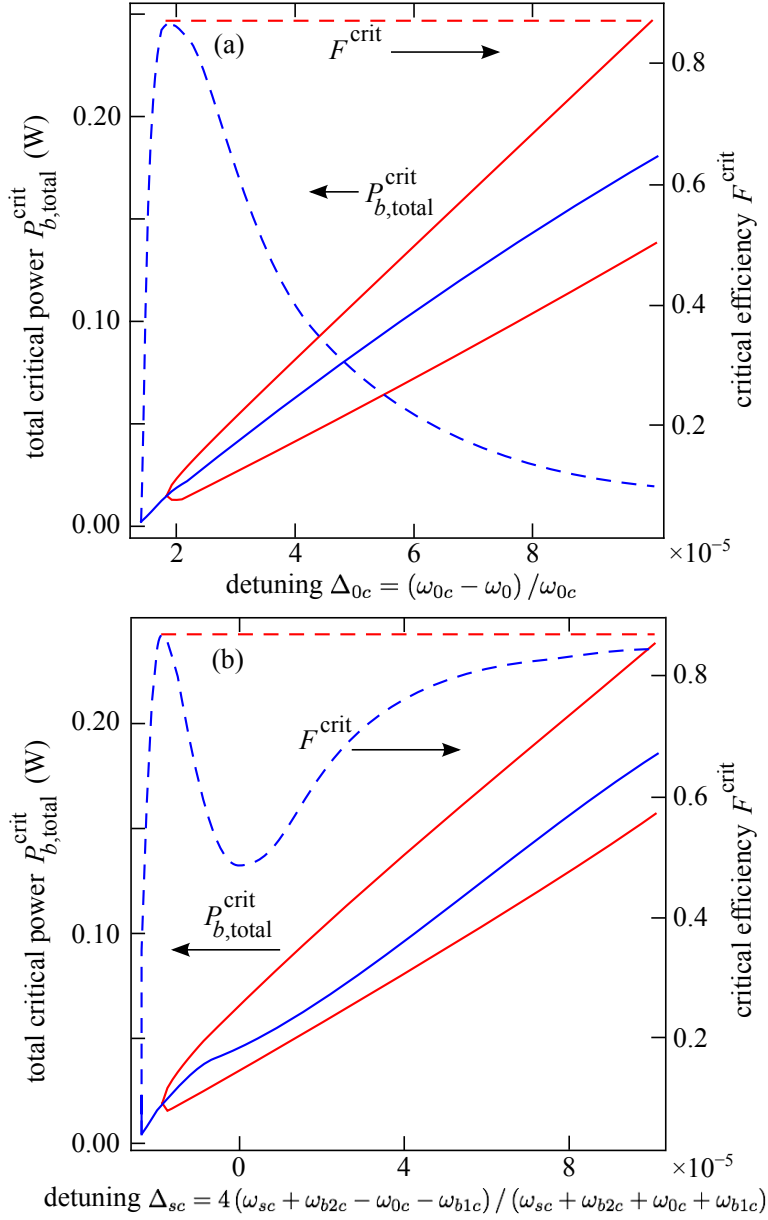 (a)
F^crit
0.8
0.20
total critical power P^crit_b,total (W)
P^crit_b,total
0.6
critical efficiency F^crit
0.10
0.4
0.2
0.00
2 4 6 8 ×10^-5
detuning Δ_0c = (ω_0c − ω_0) / ω_0c
(b)
0.8
0.20
F^crit
total critical power P^crit_b,total (W)
0.6
critical efficiency F^crit
P^crit_b,total
0.4
0.10
0.2
0.00
0 4 8 ×10^-5
detuning Δ_sc = 4 (ω_sc + ω_b2c − ω_0c − ω_b1c) / (ω_sc + ω_b2c + ω_0c + ω_b1c)